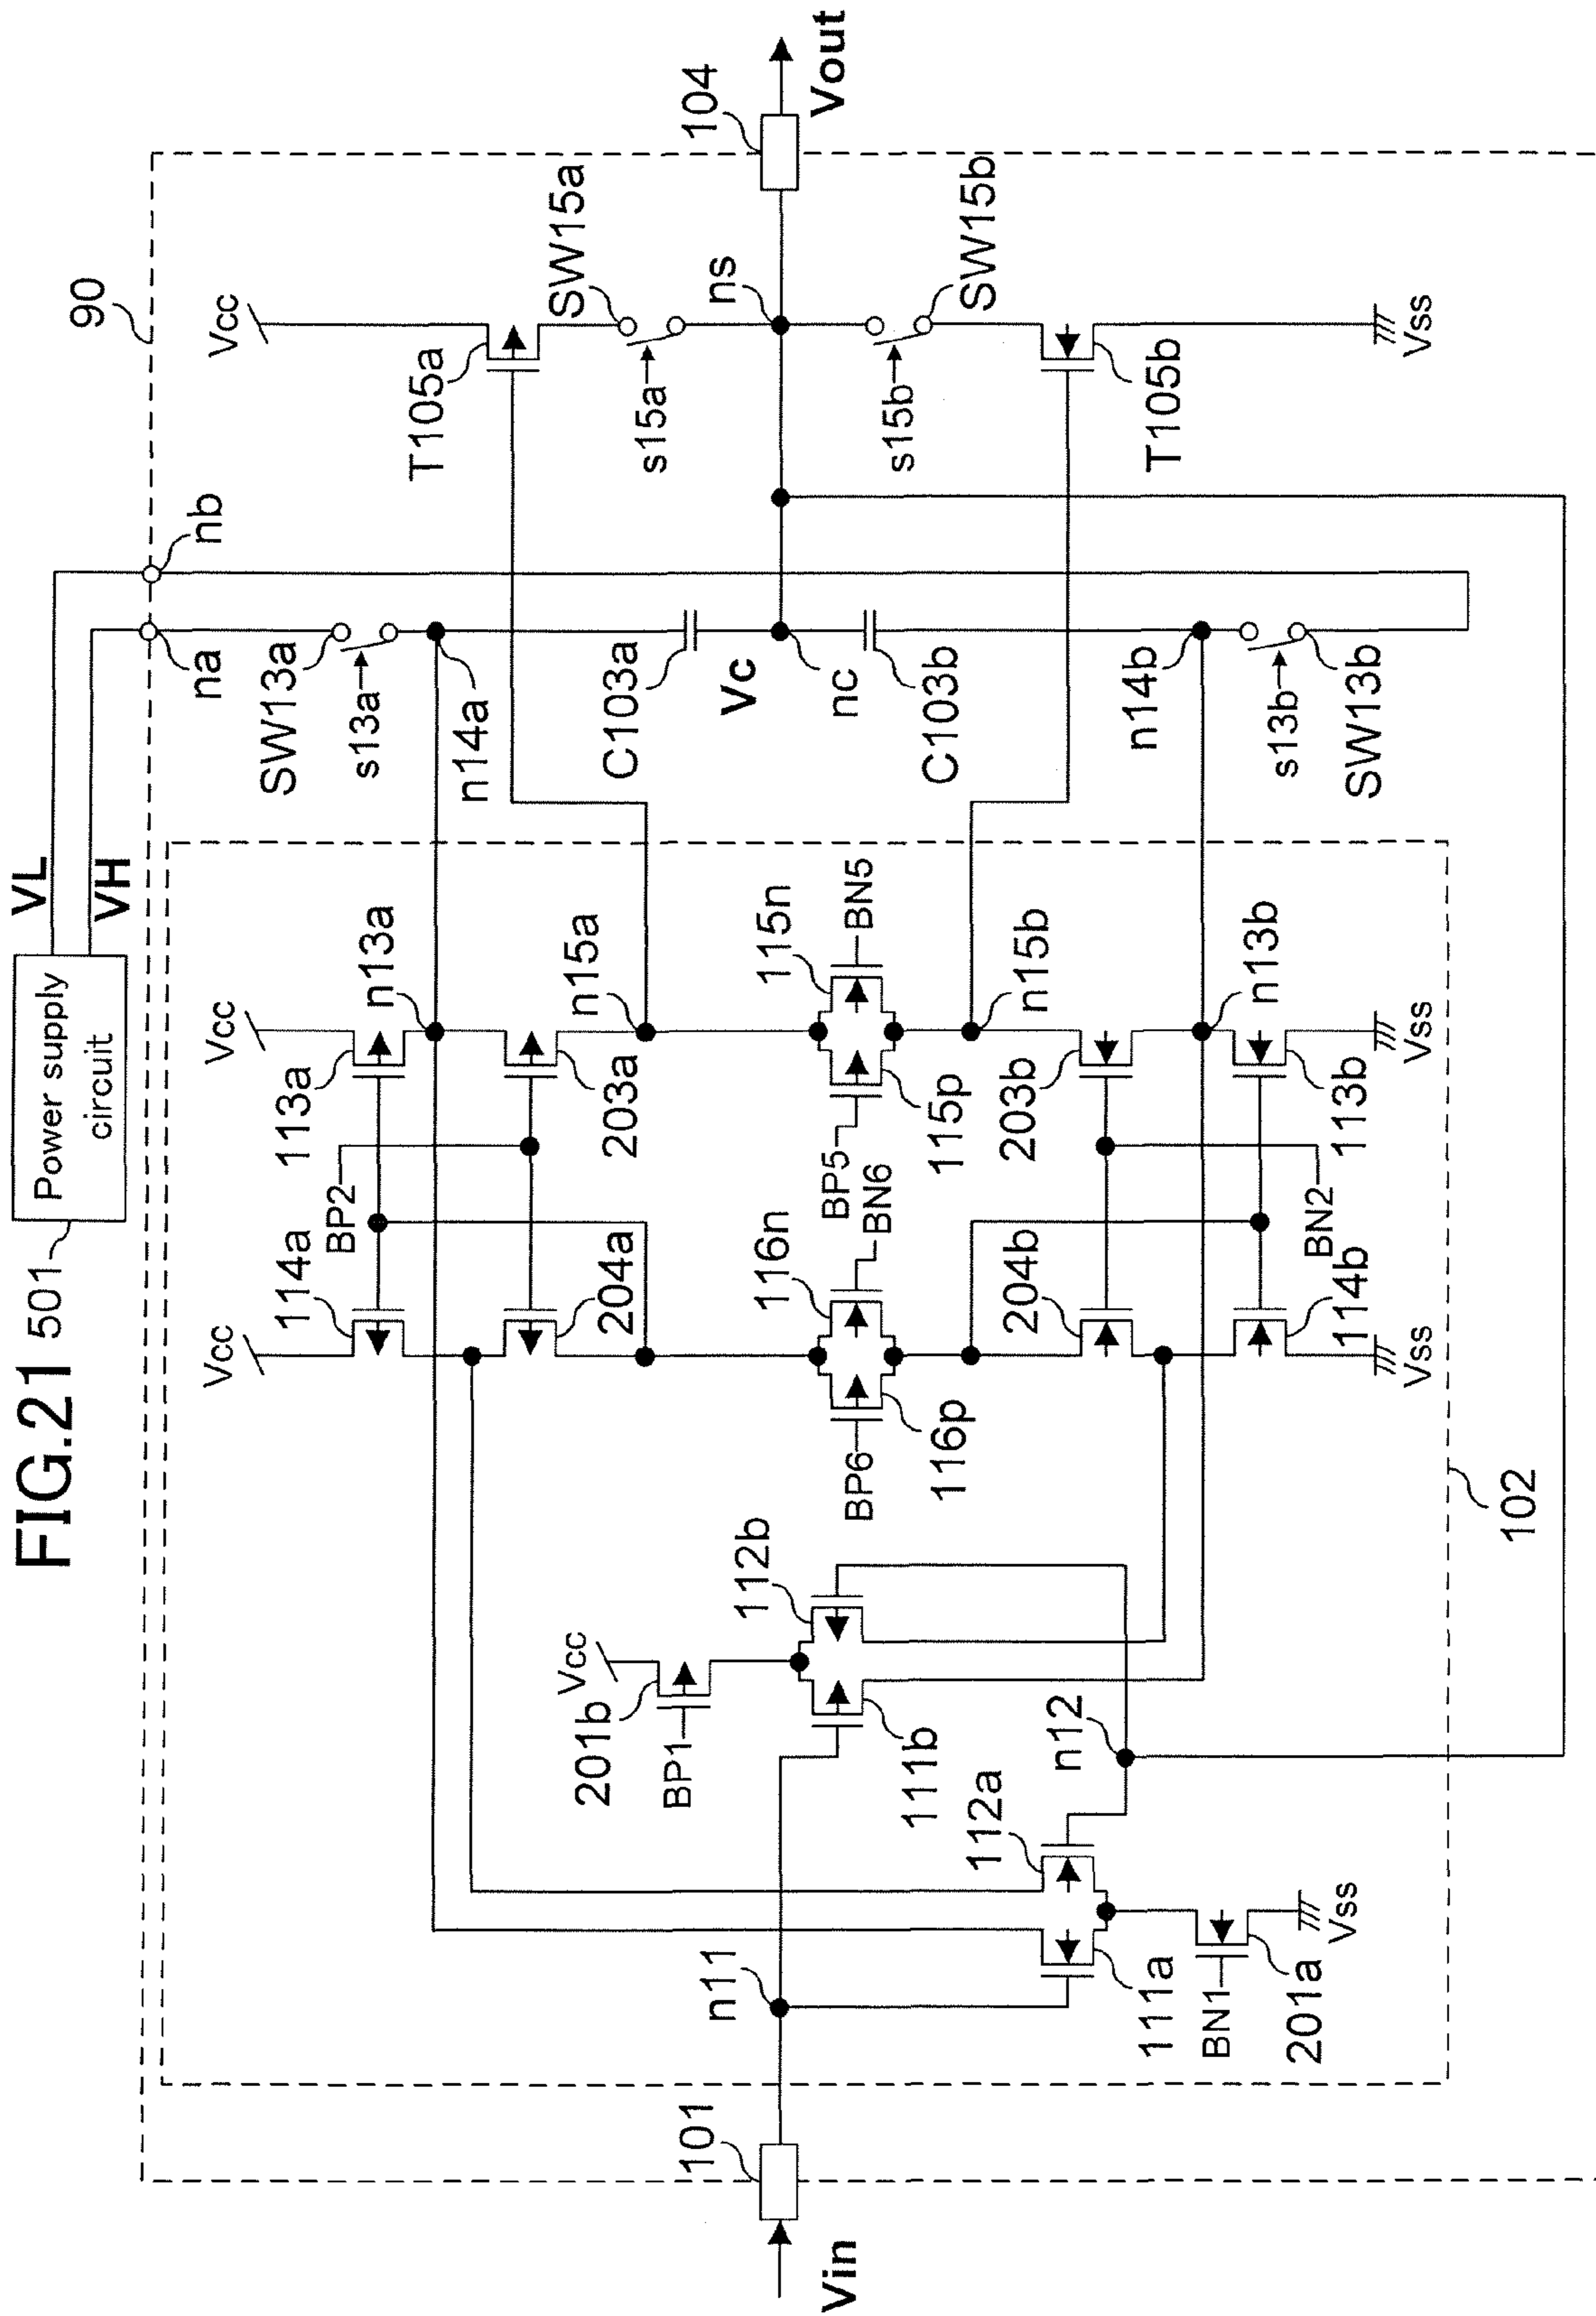 FIG.21
501
Power supply
circuit
VL
VH
90
na
nb
Vcc
Vcc
Vcc
Vcc
114a
113a
n13a
BP2
204a
203a
n15a
SW13a
s13a
n14a
T105a
SW15a
s15a
C103a
Vc
nc
C103b
ns
104
Vout
s15b
SW15b
T105b
Vss
201b
BP1
112b
111b
116n
BN6
BP6
116p
115n
BN5
BP5
115p
n15b
n14b
s13b
SW13b
204b
203b
n13b
BN2
114b
113b
Vss
Vss
n12
112a
111a
BN1
201a
Vss
n11
101
Vin
102